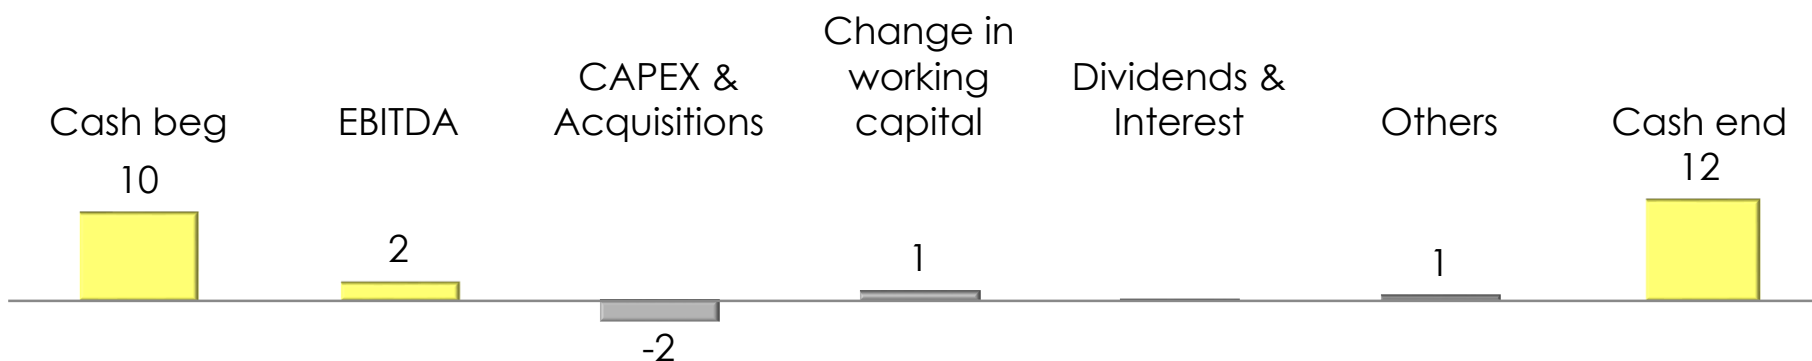 Cash beg
10
EBITDA
2
CAPEX &
Acquisitions
-2
Change in
working
capital
1
Dividends &
Interest
Others
1
Cash end
12